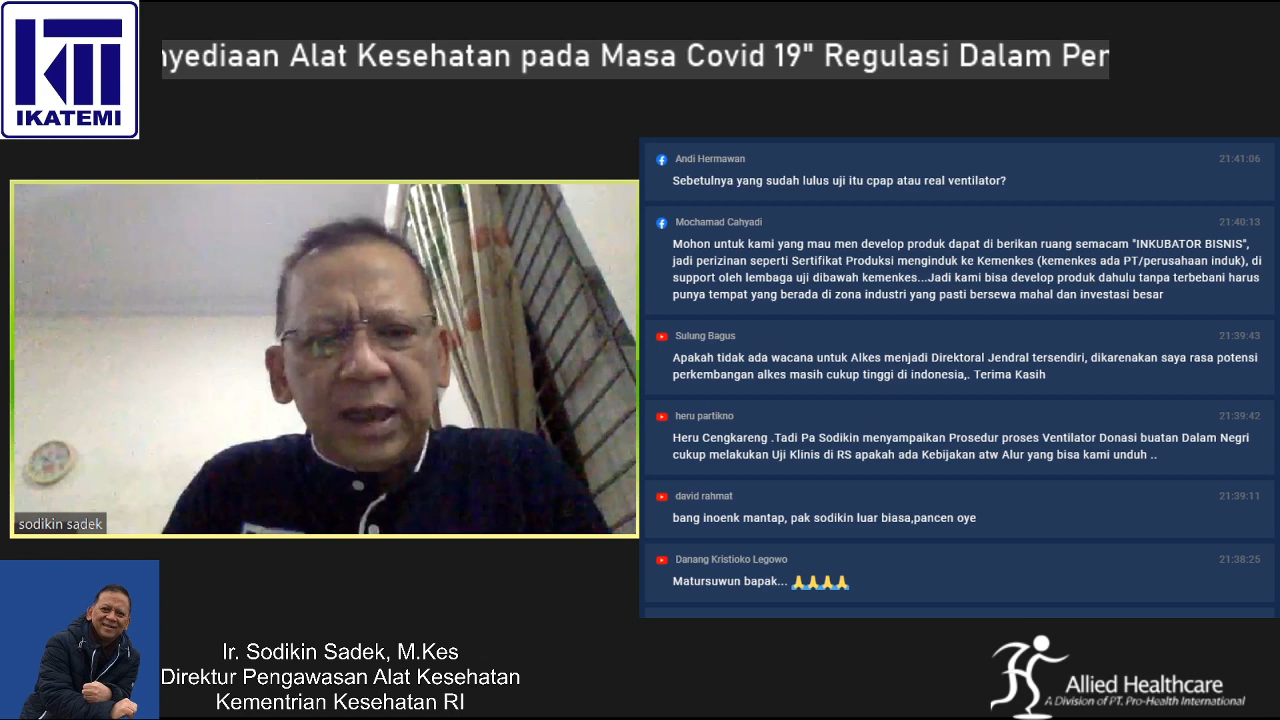 IKATEMI
nyediaan Alat Kesehatan pada Masa Covid 19" Regulasi Dalam Per
Andi Hermawan 21:41:06
Sebetulnya yang sudah lulus uji itu cpap atau real ventilator?
Mochamad Cahyadi 21:40:13
Mohon untuk kami yang mau men develop produk dapat di berikan ruang semacam "INKUBATOR BISNIS",
jadi perizinan seperti Sertifikat Produksi menginduk ke Kemenkes (kemenkes ada PT/perusahaan induk), di
support oleh lembaga uji dibawah kemenkes...Jadi kami bisa develop produk dahulu tanpa terbebani harus
punya tempat yang berada di zona industri yang pasti bersewa mahal dan investasi besar
Sulung Bagus 21:39:43
Apakah tidak ada wacana untuk Alkes menjadi Direktoral Jendral tersendiri, dikarenakan saya rasa potensi
perkembangan alkes masih cukup tinggi di indonesia,. Terima Kasih
heru partikno 21:39:42
Heru Cengkareng .Tadi Pa Sodikin menyampaikan Prosedur proses Ventilator Donasi buatan Dalam Negri
cukup melakukan Uji Klinis di RS apakah ada Kebijakan atw Alur yang bisa kami unduh ..
david rahmat 21:39:11
bang inoenk mantap, pak sodikin luar biasa,pancen oye
Danang Kristioko Legowo 21:38:25
Matursuwun bapak... 🙏🙏🙏🙏
sodikin sadek
Ir. Sodikin Sadek, M.Kes
Direktur Pengawasan Alat Kesehatan
Kementrian Kesehatan RI
Allied Healthcare
A Division of PT. Pro-Health International